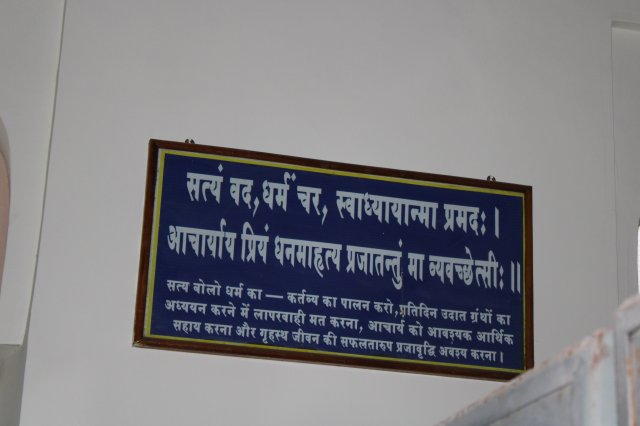 सत्यं वद, धर्मं चर, स्वाध्यायान्मा प्रमदः।
आचार्याय प्रियं धनमाहृत्य प्रजातन्तुं मा व्यवच्छेत्सीः॥
सत्य बोलो धर्म का — कर्तव्य का पालन करो, प्रतिदिन उदात ग्रंथों का
अध्ययन करने में लापरवाही मत करना, आचार्य को आवश्यक आर्थिक
सहाय करना और गृहस्थ जीवन की सफलतारुप प्रजावृद्धि अवश्य करना।